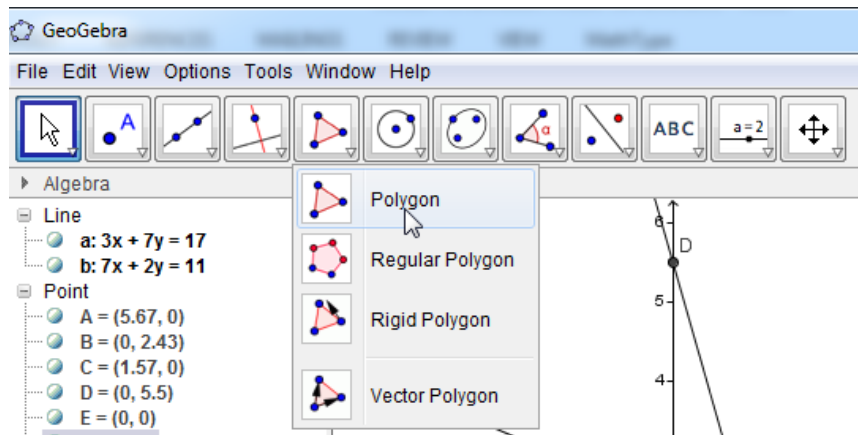 GeoGebra
File Edit View Options Tools Window Help
A
α
ABC
a=2
Algebra
Line
a: 3x + 7y = 17
b: 7x + 2y = 11
Point
A = (5.67, 0)
B = (0, 2.43)
C = (1.57, 0)
D = (0, 5.5)
E = (0, 0)
Polygon
Regular Polygon
Rigid Polygon
Vector Polygon
6
D
5
4